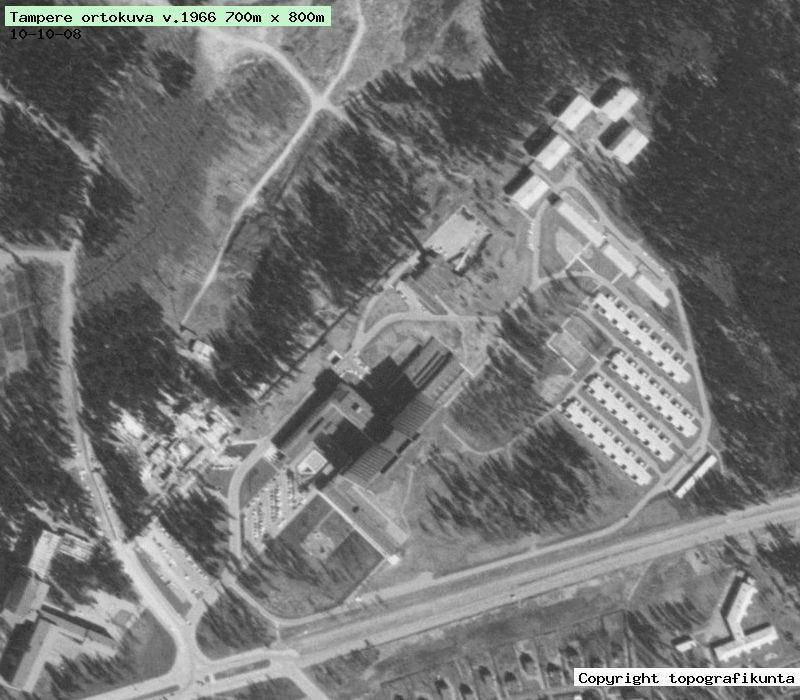 Tampere ortokuva v.1966 700m x 800m
10-10-08
Copyright topografikunta